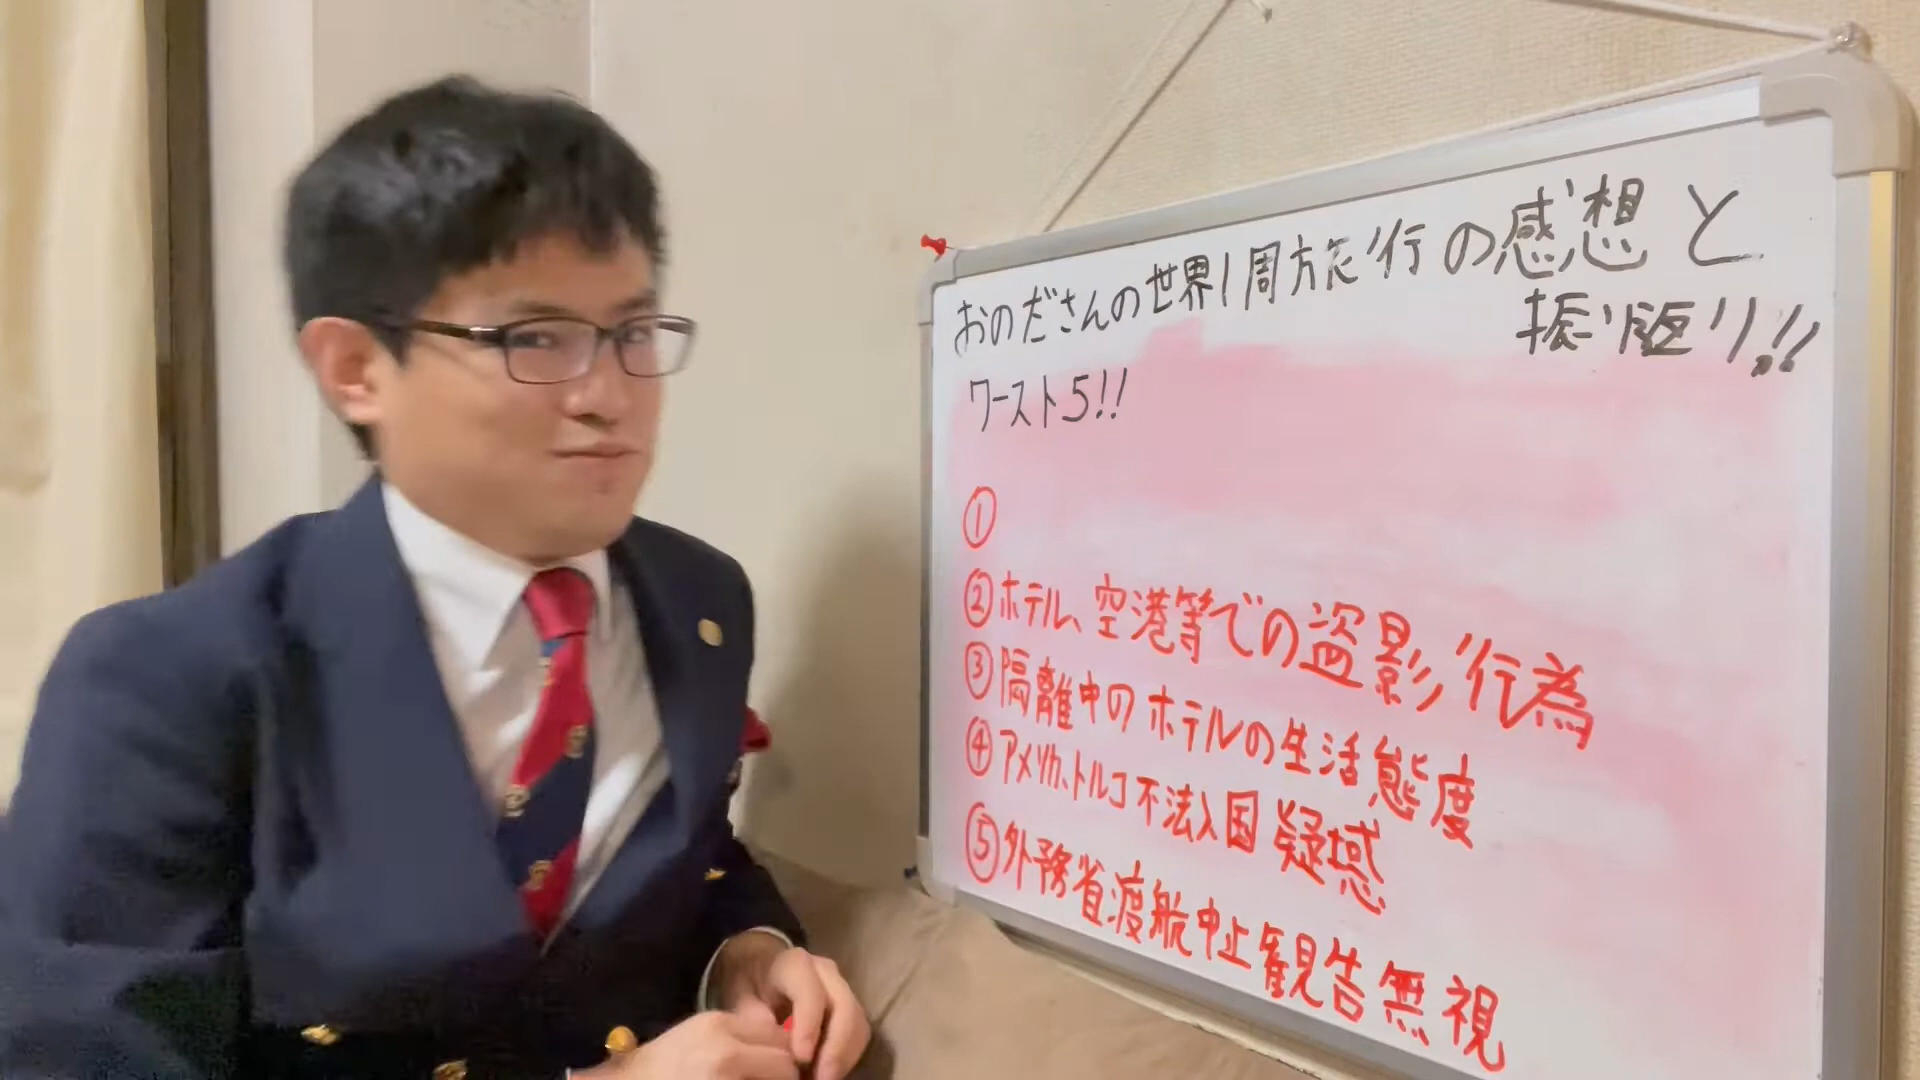 おのださんの世界1周旅行の感想と
振り返り!!
ワースト5!!
①
②ホテル、空港等での盗影行為
③隔離中のホテルの生活態度
④アメリカ、トルコ不法入国疑惑
⑤外務省渡航中止観告無視